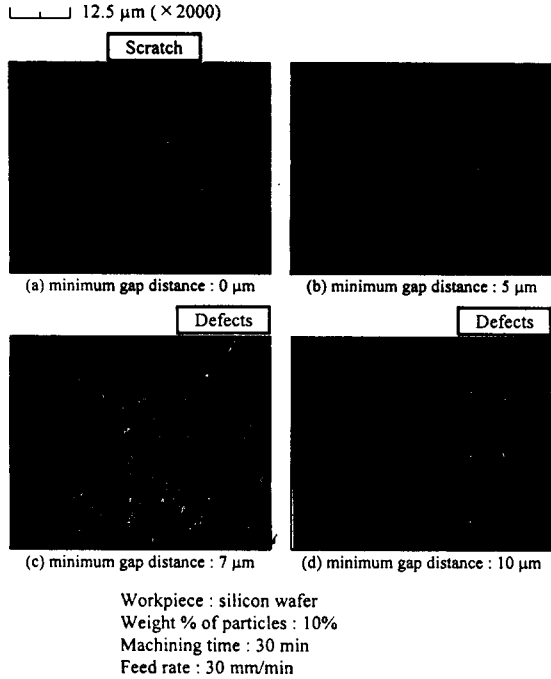 12.5 μm ( × 2000)
Scratch
(a) minimum gap distance : 0 μm
(b) minimum gap distance : 5 μm
Defects
Defects
(c) minimum gap distance : 7 μm
(d) minimum gap distance : 10 μm
Workpiece : silicon wafer
Weight % of particles : 10%
Machining time : 30 min
Feed rate : 30 mm/min